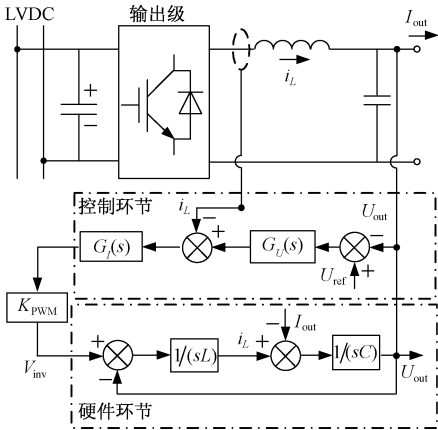 LVDC
输出级
I_out
+
−
i_L
控制环节
i_L
−
+
U_out
G_I(s)
G_U(s)
−
U_ref
+
K_PWM
−
I_out
+
i_L
+
1/(sL)
1/(sC)
V_inv
−
U_out
硬件环节